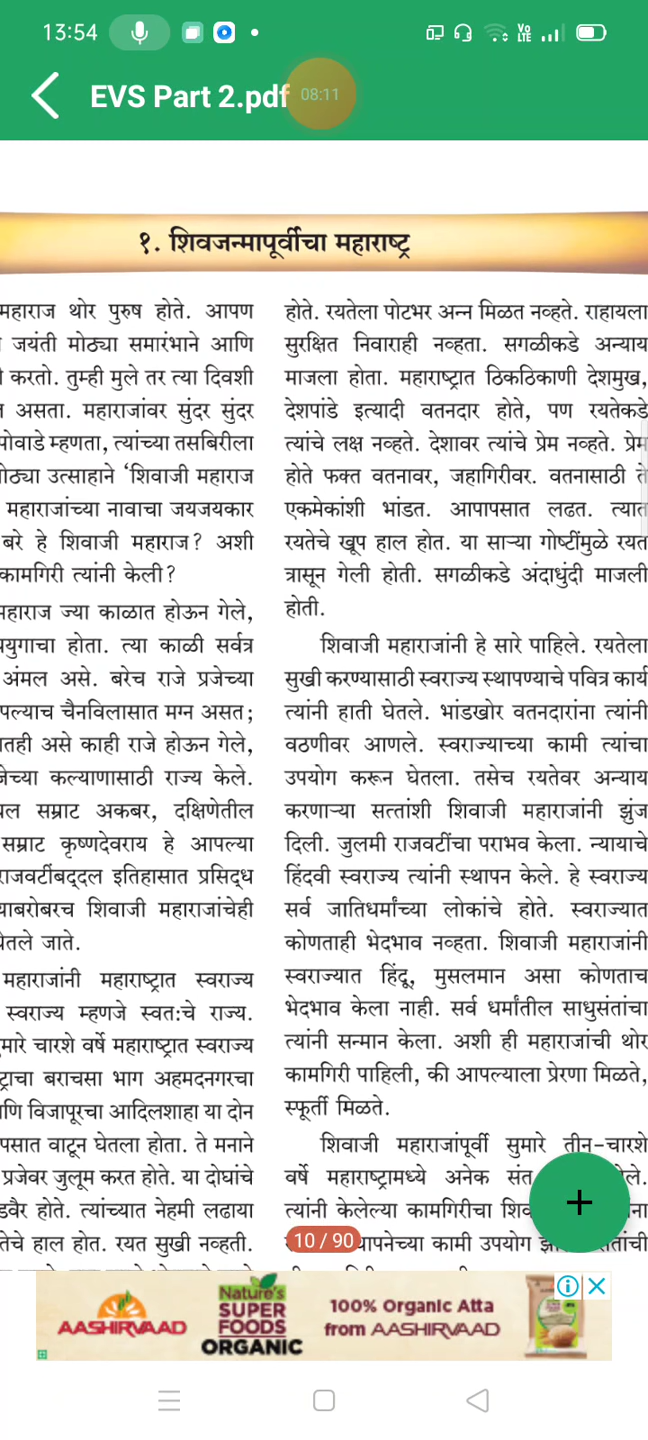 13:54
Vo
LTE
EVS Part 2.pdf
08:11
१. शिवजन्मापूर्वीचा महाराष्ट्र
महाराज थोर पुरुष होते. आपण
जयंती मोठ्या समारंभाने आणि
करतो. तुम्ही मुले तर त्या दिवशी
असता. महाराजांवर सुंदर सुंदर
म्हणता, त्यांच्या तसबिरीला
उत्साहाने ‘शिवाजी महाराज
महाराजांच्या नावाचा जयजयकार
बरे हे शिवाजी महाराज? अशी
कामगिरी त्यांनी केली?
महाराज ज्या काळात होऊन गेले,
होता. त्या काळी सर्वत्र
अंमल असे. बरेच राजे प्रजेच्या
चैनविलासात मग्न असत;
असे काही राजे होऊन गेले,
कल्याणासाठी राज्य केले.
सम्राट अकबर, दक्षिणेतील
सम्राट कृष्णदेवराय हे आपल्या
इतिहासात प्रसिद्ध
शिवाजी महाराजांचेही
जाते.
महाराजांनी महाराष्ट्रात स्वराज्य
स्वराज्य म्हणजे स्वतःचे राज्य.
चारशे वर्षे महाराष्ट्रात स्वराज्य
बराचसा भाग अहमदनगरचा
विजापूरचा आदिलशाहा या दोन
वाटून घेतला होता. ते मनाने
प्रजेवर जुलूम करत होते. या दोघांचे
होते. त्यांच्यात नेहमी लढाया
हाल होत. रयत सुखी नव्हती.
होते. रयतेला पोटभर अन्न मिळत नव्हते. राहायला
सुरक्षित निवाराही नव्हता. सगळीकडे अन्याय
माजला होता. महाराष्ट्रात ठिकठिकाणी देशमुख,
देशपांडे इत्यादी वतनदार होते, पण रयतेकडे
त्यांचे लक्ष नव्हते. देशावर त्यांचे प्रेम नव्हते. प्रेम
होते फक्त वतनावर, जहागिरीवर. वतनासाठी ते
एकमेकांशी भांडत. आपापसात लढत. त्यात
रयतेचे खूप हाल होत. या साऱ्या गोष्टींमुळे रयत
त्रासून गेली होती. सगळीकडे अंदाधुंदी माजली
होती.
शिवाजी महाराजांनी हे सारे पाहिले. रयतेला
सुखी करण्यासाठी स्वराज्य स्थापण्याचे पवित्र कार्य
त्यांनी हाती घेतले. भांडखोर वतनदारांना त्यांनी
वठणीवर आणले. स्वराज्याच्या कामी त्यांचा
उपयोग करून घेतला. तसेच रयतेवर अन्याय
करणाऱ्या सत्तांशी शिवाजी महाराजांनी झुंज
दिली. जुलमी राजवटींचा पराभव केला. न्यायाचे
हिंदवी स्वराज्य त्यांनी स्थापन केले. हे स्वराज्य
सर्व जातिधर्मांच्या लोकांचे होते. स्वराज्यात
कोणताही भेदभाव नव्हता. शिवाजी महाराजांनी
स्वराज्यात हिंदू, मुसलमान असा कोणताच
भेदभाव केला नाही. सर्व धर्मांतील साधुसंतांचा
त्यांनी सन्मान केला. अशी ही महाराजांची थोर
कामगिरी पाहिली, की आपल्याला प्रेरणा मिळते,
स्फूर्ती मिळते.
शिवाजी महाराजांपूर्वी सुमारे तीन-चारशे
वर्षे महाराष्ट्रामध्ये अनेक संत
त्यांनी केलेल्या कामगिरीचा
कामी उपयोग
10 / 90
AASHIRVAAD
Nature's
SUPER
FOODS
ORGANIC
100% Organic Atta
from AASHIRVAAD